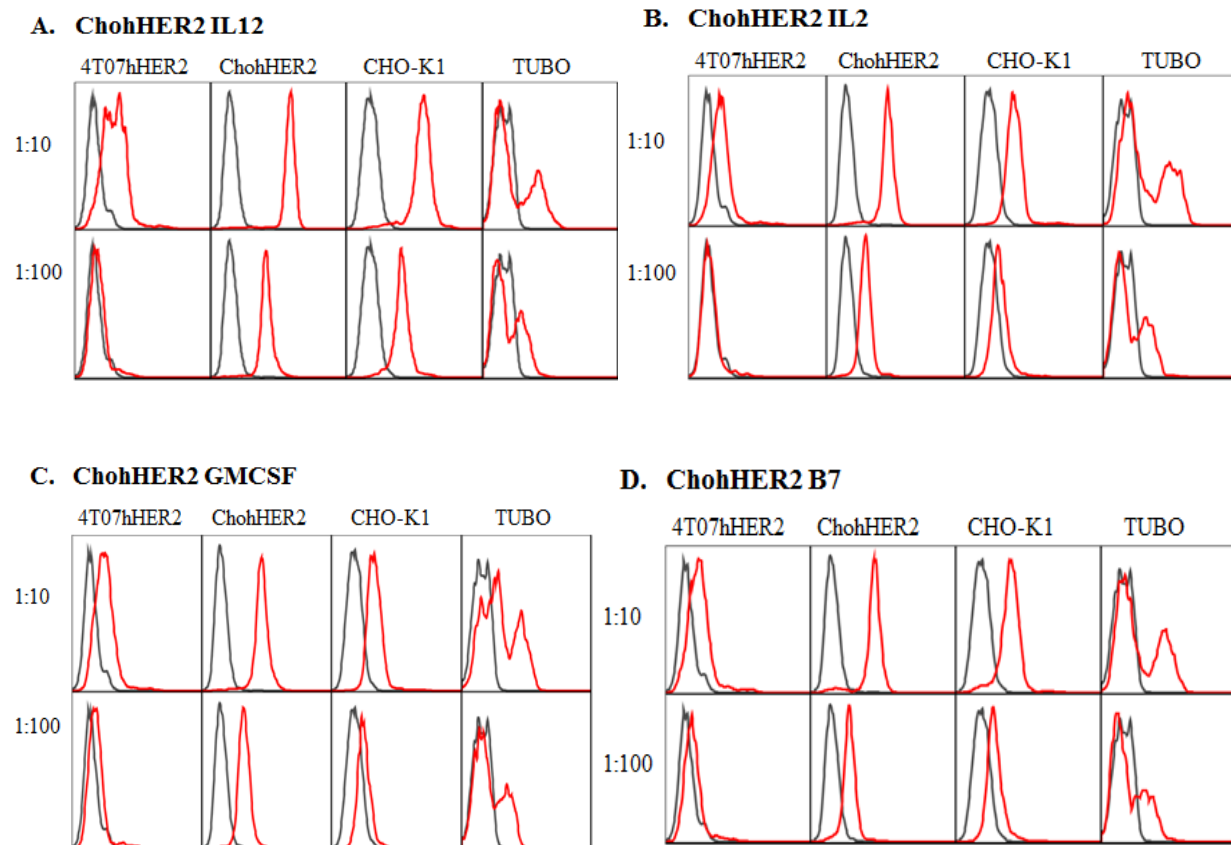 A. ChohHER2 IL12
4T07hHER2 ChohHER2 CHO-K1 TUBO
1:10
1:100
B. ChohHER2 IL2
4T07hHER2 ChohHER2 CHO-K1 TUBO
1:10
1:100
C. ChohHER2 GMCSF
4T07hHER2 ChohHER2 CHO-K1 TUBO
1:10
1:100
D. ChohHER2 B7
4T07hHER2 ChohHER2 CHO-K1 TUBO
1:10
1:100